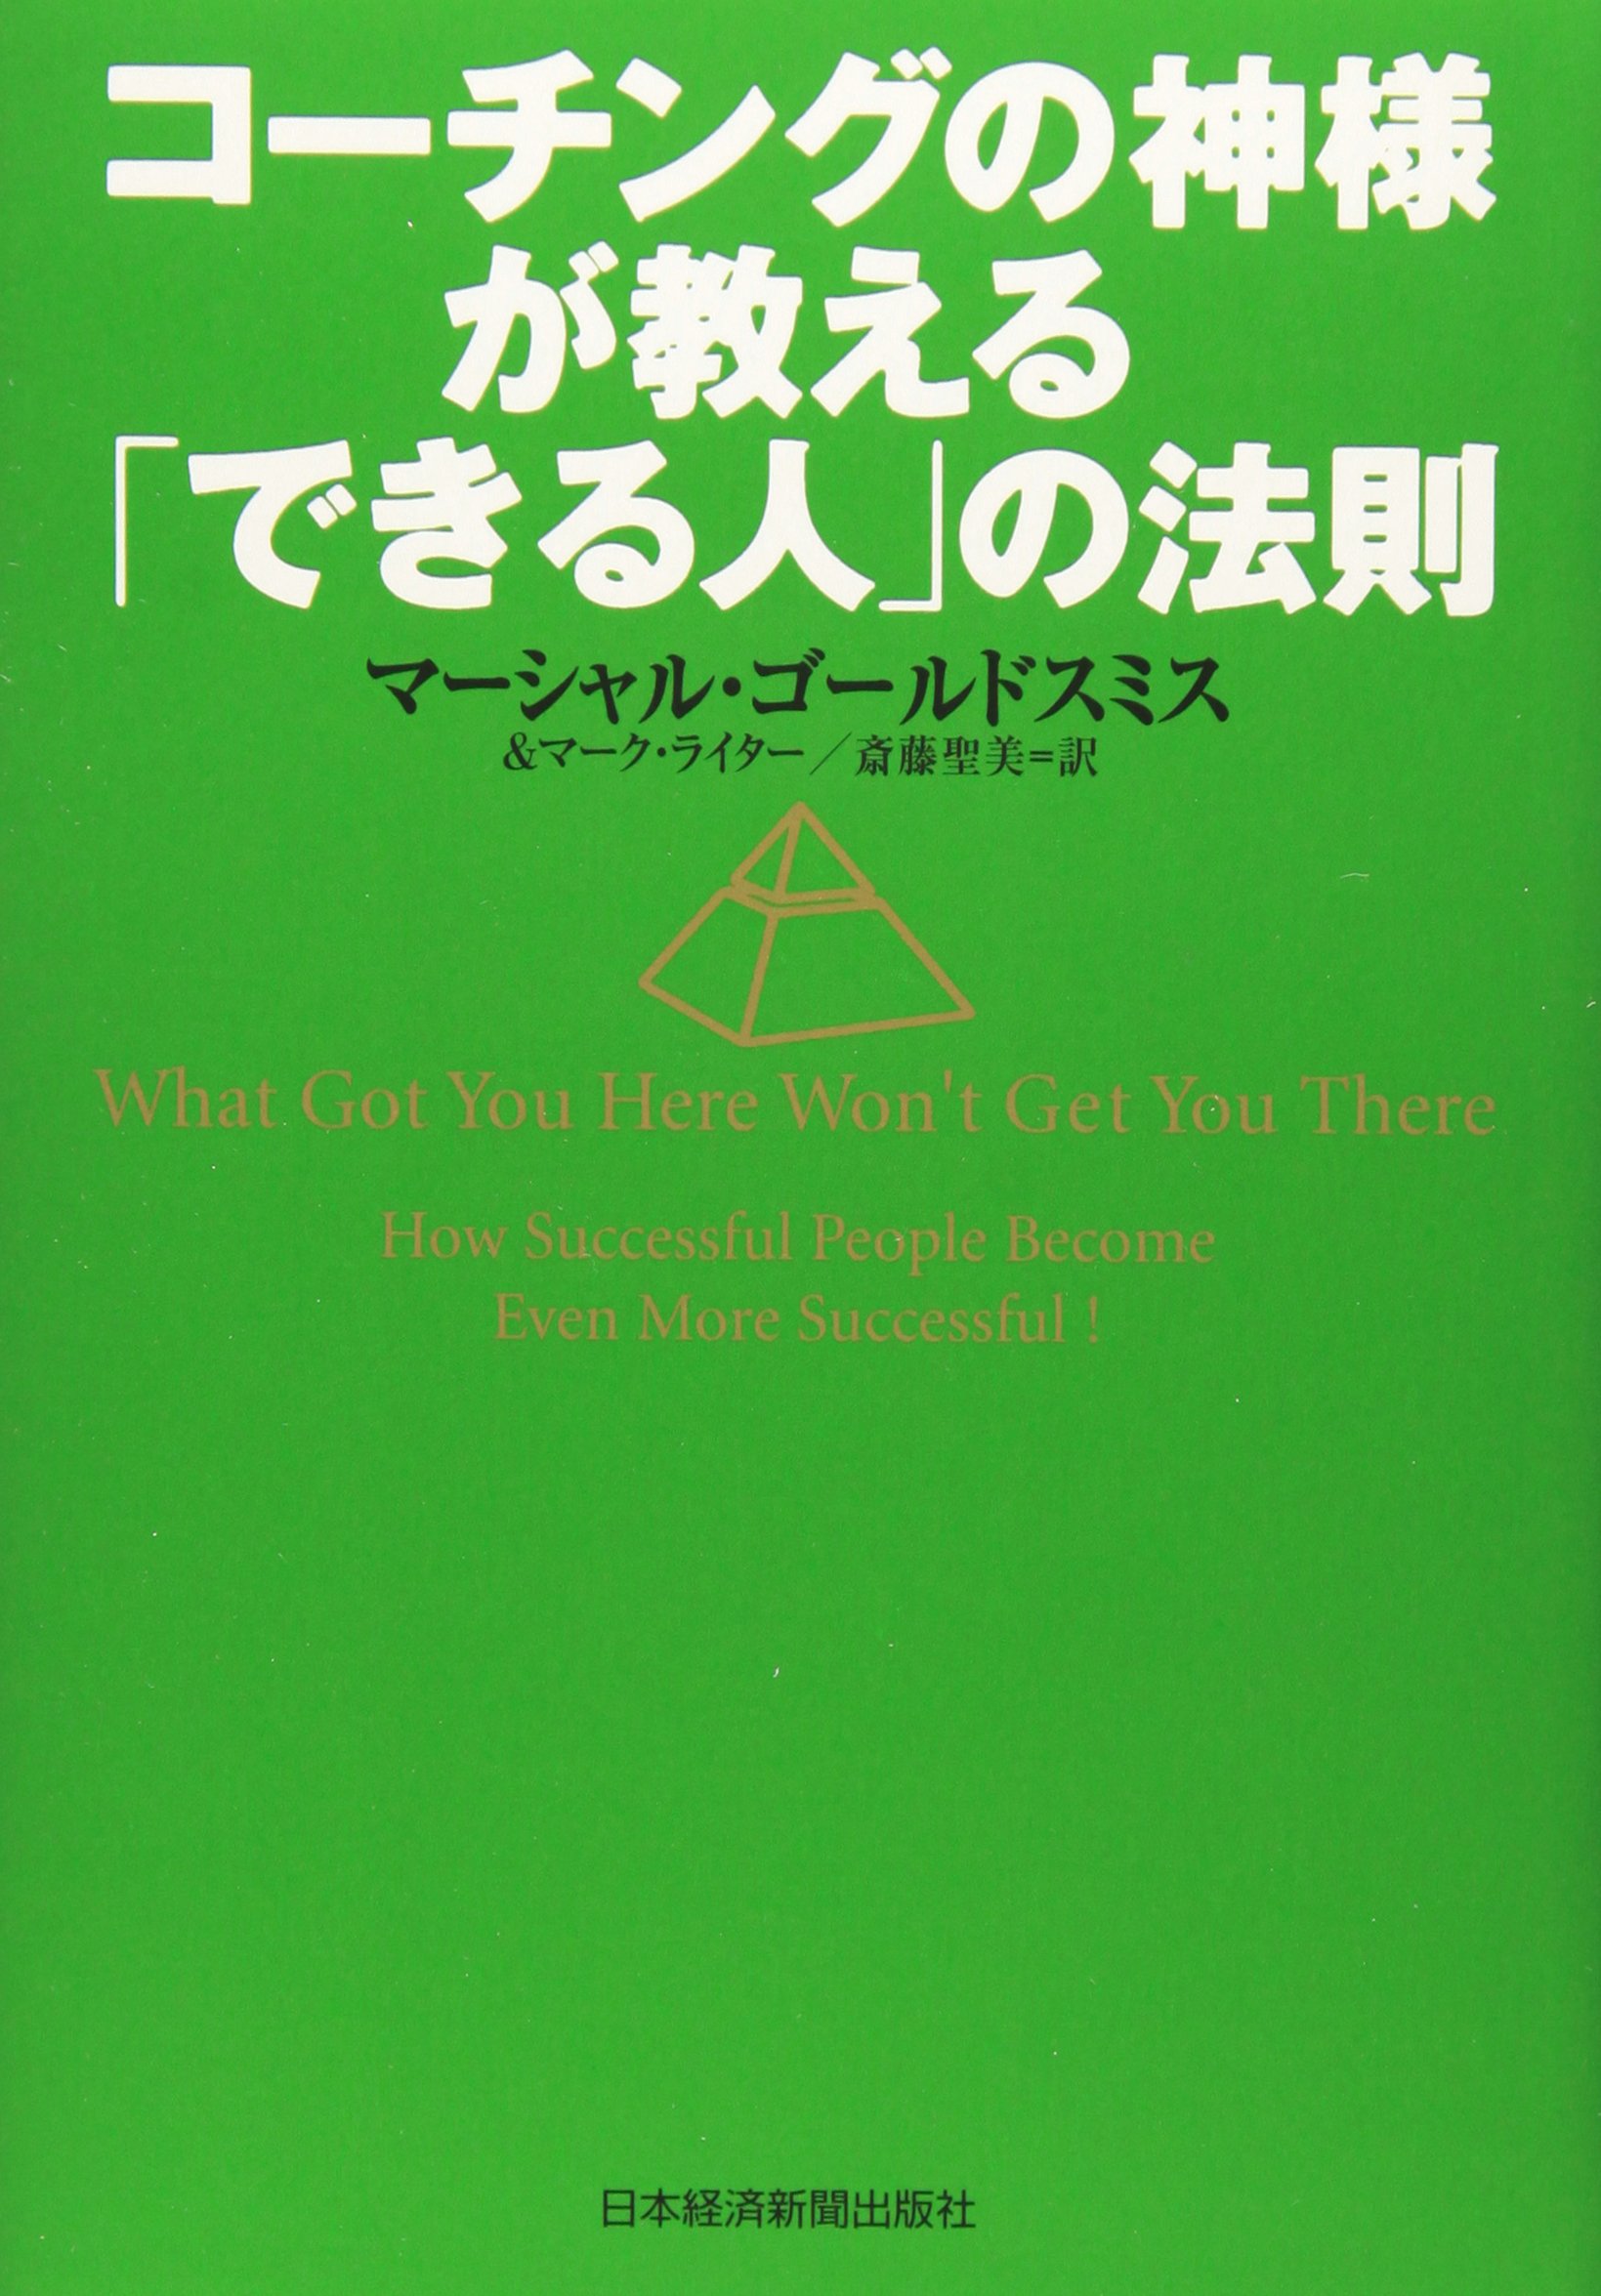 コーチングの神様
が教える
「できる人」の法則
マーシャル・ゴールドスミス
&マーク・ライター/斎藤聖美=訳
What Got You Here Won't Get You There
How Successful People Become
Even More Successful !
日本経済新聞出版社